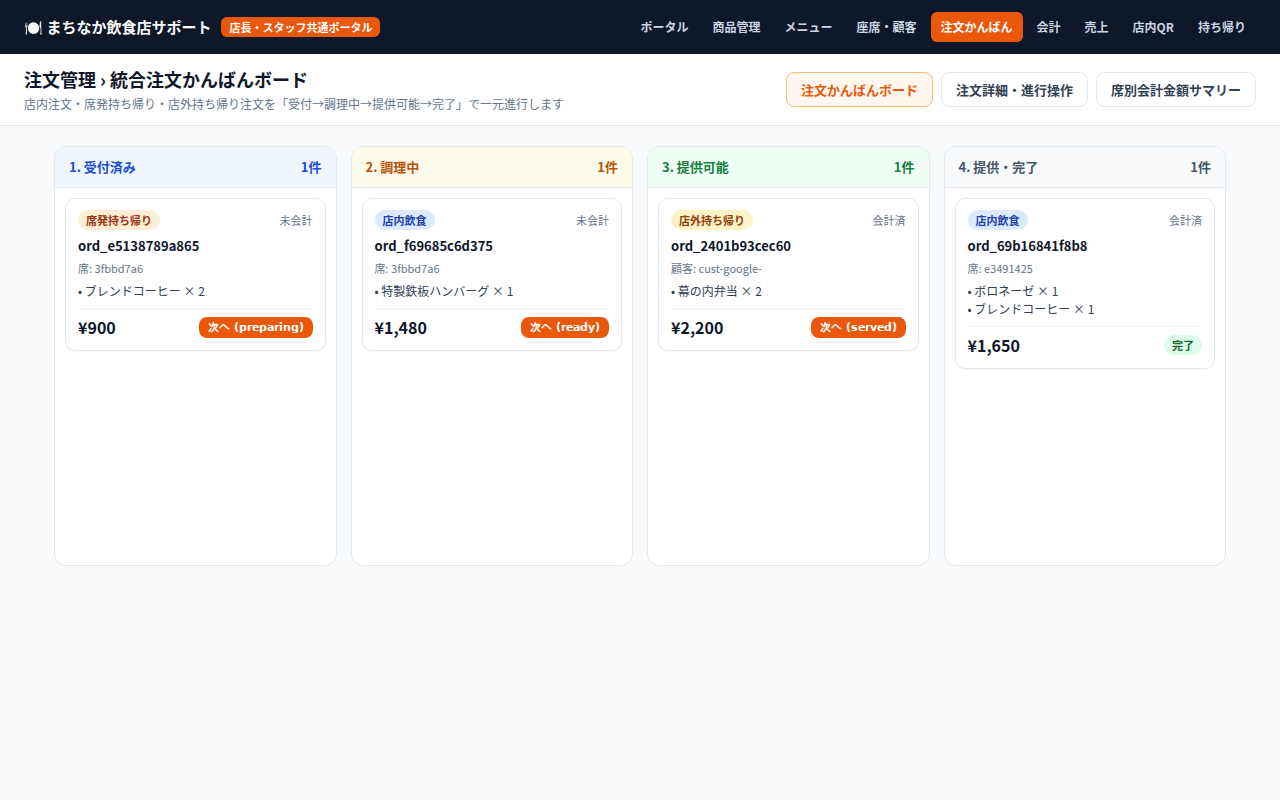 🍽️ まちなか飲食店サポート 店長・スタッフ共通ポータル ポータル 商品管理 メニュー 座席・顧客 注文かんばん 会計 売上 店内QR 持ち帰り
注文管理 › 統合注文かんばんボード
店内注文・席発持ち帰り・店外持ち帰り注文を「受付→調理中→提供可能→完了」で一元進行します
注文かんばんボード 注文詳細・進行操作 席別会計金額サマリー
1. 受付済み 1件
席発持ち帰り 未会計
ord_e5138789a865
席: 3fbbd7a6
• ブレンドコーヒー × 2
¥900 次へ (preparing)
2. 調理中 1件
店内飲食 未会計
ord_f69685c6d375
席: 3fbbd7a6
• 特製鉄板ハンバーグ × 1
¥1,480 次へ (ready)
3. 提供可能 1件
店外持ち帰り 会計済
ord_2401b93cec60
顧客: cust-google-
• 幕の内弁当 × 2
¥2,200 次へ (served)
4. 提供・完了 1件
店内飲食 会計済
ord_69b16841f8b8
席: e3491425
• ボロネーゼ × 1
• ブレンドコーヒー × 1
¥1,650 完了